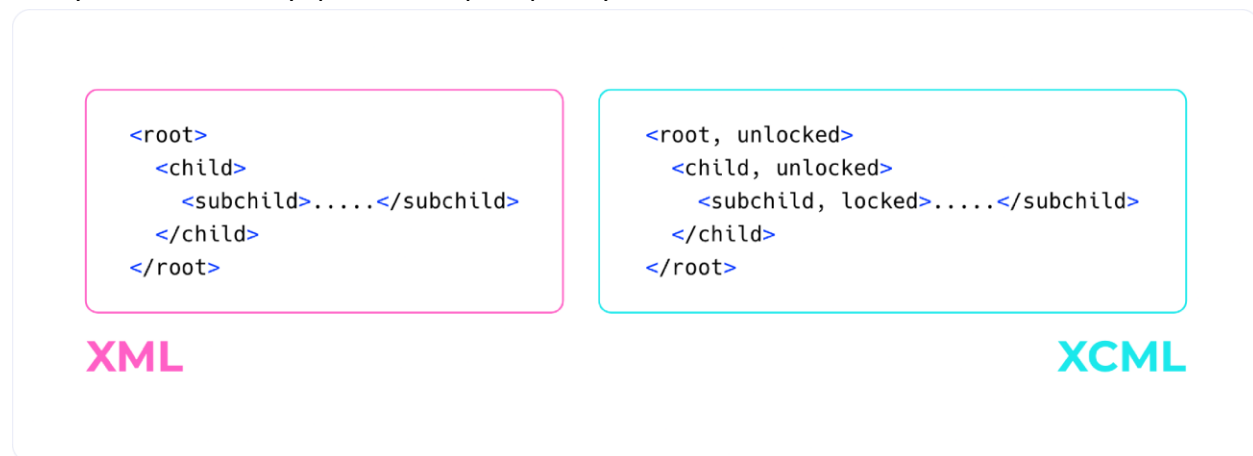 <root>
<child>
<subchild>.....</subchild>
</child>
</root>
XML
<root, unlocked>
<child, unlocked>
<subchild, locked>.....</subchild>
</child>
</root>
XCML